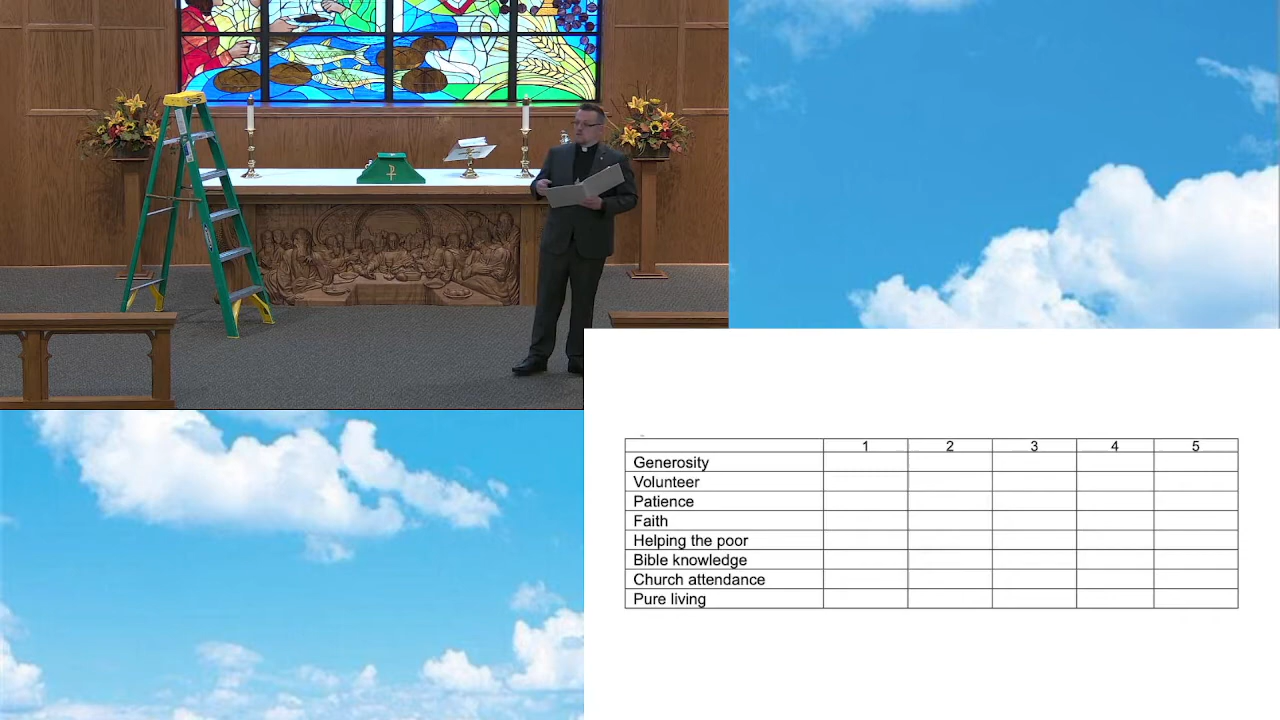 1 2 3 4 5
Generosity
Volunteer
Patience
Faith
Helping the poor
Bible knowledge
Church attendance
Pure living